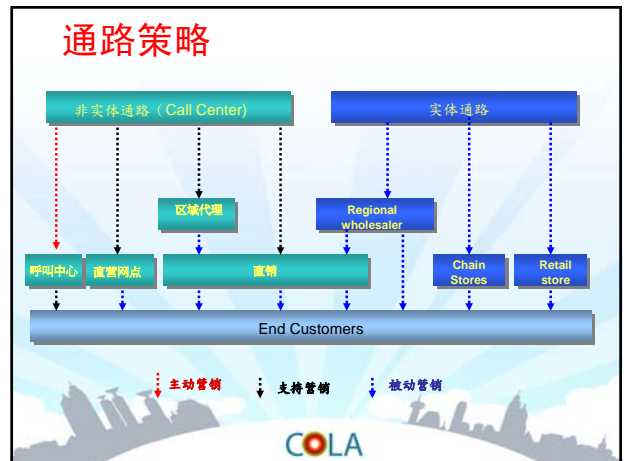 通路策略
非实体通路（Call Center)
实体通路
区域代理
Regional
wholesaler
呼叫中心
直营网点
直销
Chain
Stores
Retail
store
End Customers
主动营销
支持营销
被动营销
COLA